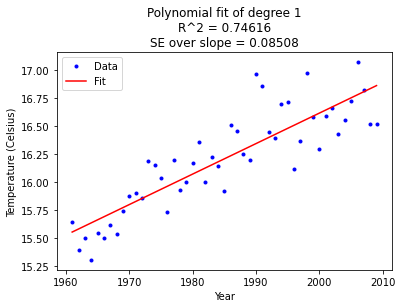 Polynomial fit of degree 1
R^2 = 0.74616
SE over slope = 0.08508
Data
Fit
17.00
16.75
16.50
16.25
16.00
15.75
15.50
15.25
Temperature (Celsius)
1960
1970
1980
1990
2000
2010
Year